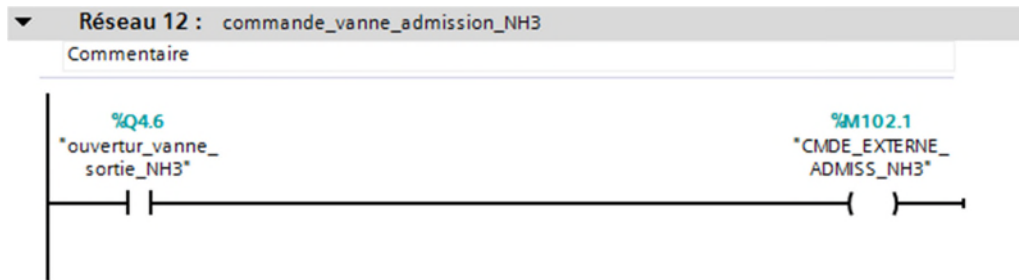 Réseau 12 : commande_vanne_admission_NH3
Commentaire
%Q4.6
"ouvertur_vanne_
sortie_NH3"
%M102.1
"CMDE_EXTERNE_
ADMISS_NH3"